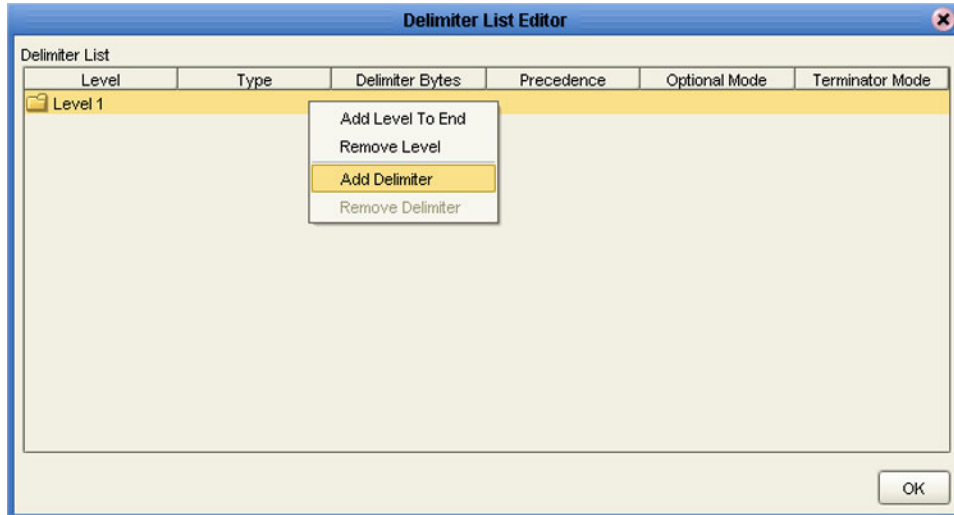 Delimiter List Editor
Delimiter List
Level Type Delimiter Bytes Precedence Optional Mode Terminator Mode
Level 1
Add Level To End
Remove Level
Add Delimiter
Remove Delimiter
OK